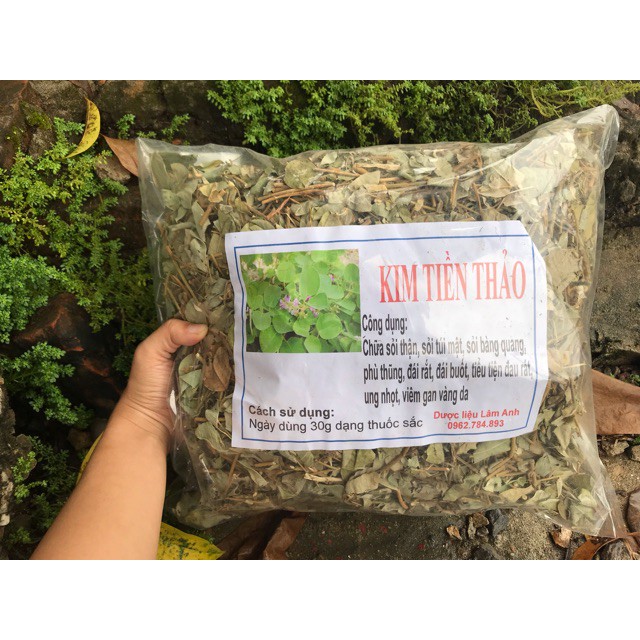 KIM TIỀN THẢO
Công dụng:
Chữa sỏi thận, sỏi túi mật, sỏi bàng quang,
phù thũng, đái rắt, đái buốt, tiểu tiện đau rát,
ung nhọt, viêm gan vàng da
Cách sử dụng:
Ngày dùng 30g dạng thuốc sắc
Dược liệu Lâm Anh
0962.784.893